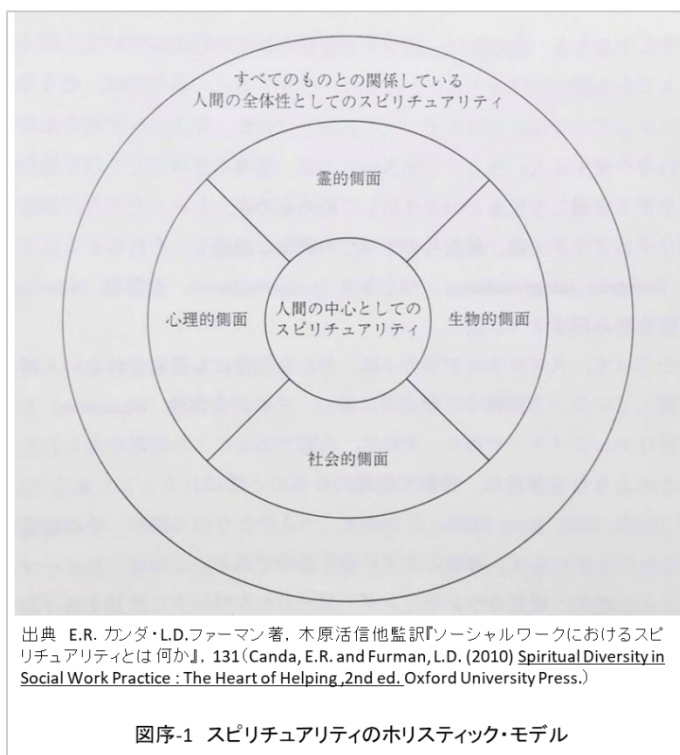 すべてのものとの関係している
人間の全体性としてのスピリチュアリティ
霊的側面
心理的側面
人間の中心としての
スピリチュアリティ
生物的側面
社会的側面
出典 E.R. カンダ・L.D.ファーマン著, 木原活信他監訳『ソーシャルワークにおけるスピ
リチュアリティとは何か』, 131(Canda, E.R. and Furman, L.D. (2010) Spiritual Diversity in
Social Work Practice : The Heart of Helping ,2nd ed. Oxford University Press.)
図序-1 スピリチュアリティのホリスティック・モデル